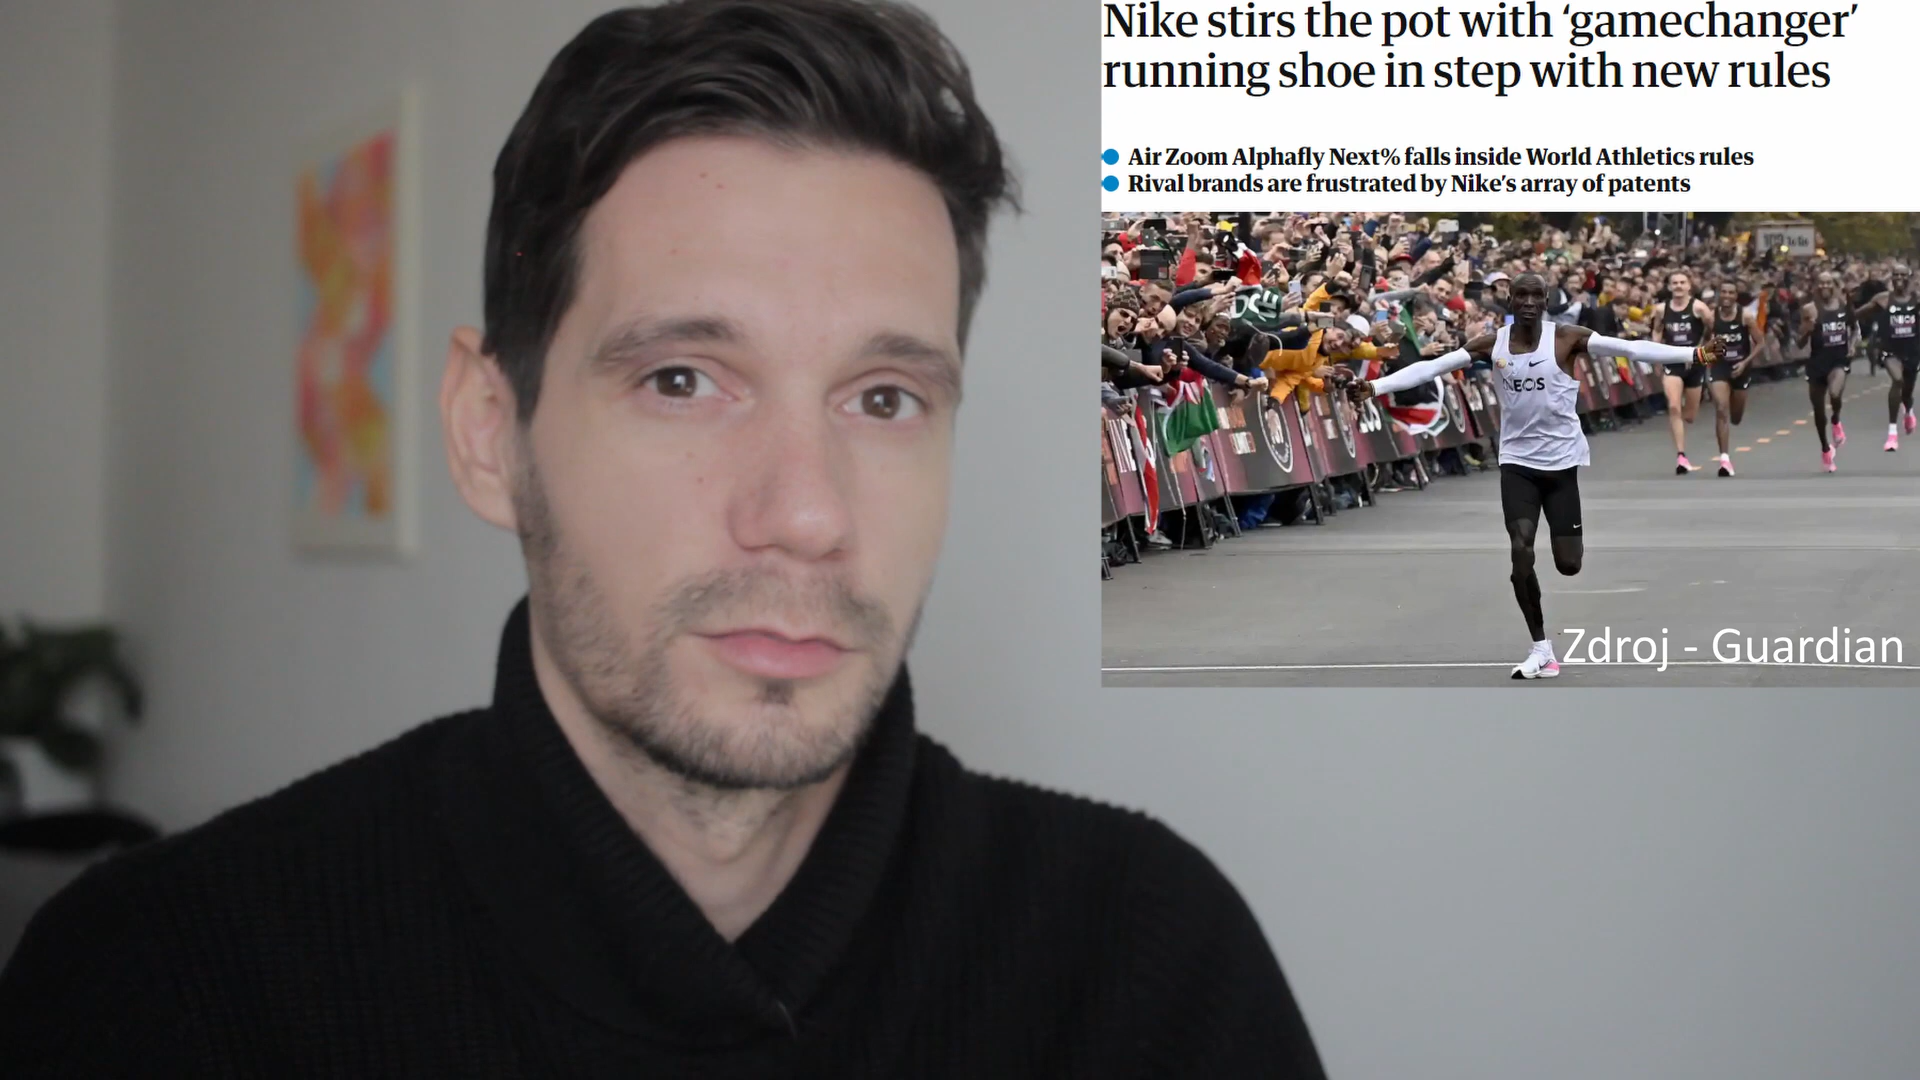 Nike stirs the pot with ‘gamechanger’
running shoe in step with new rules
Air Zoom Alphafly Next% falls inside World Athletics rules
Rival brands are frustrated by Nike’s array of patents
INEOS
Zdroj - Guardian